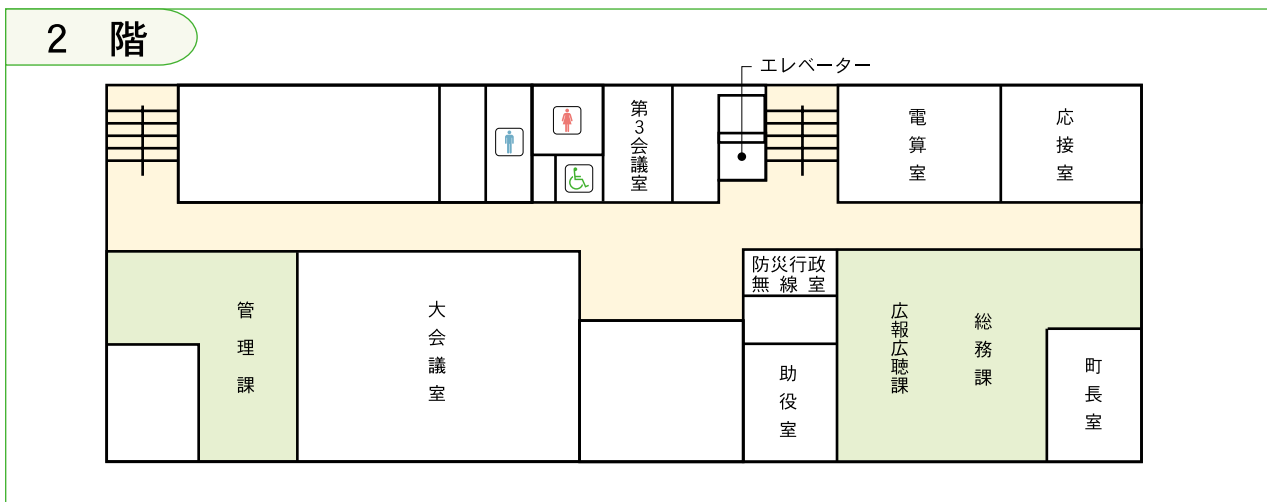 2 階
エレベーター
第3会議室
電算室
応接室
防災行政
無線室
管理課
大会議室
広報広聴課
総務課
助役室
町長室